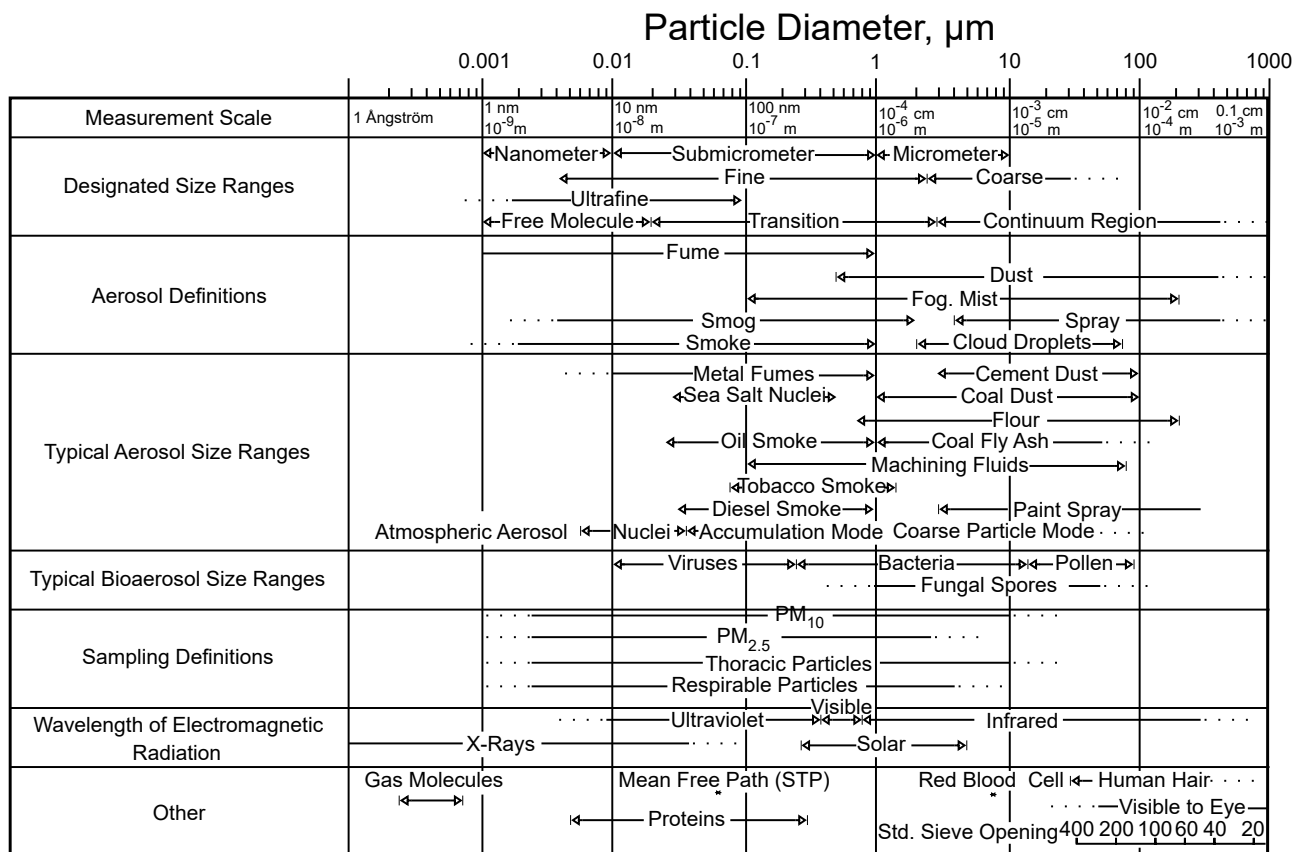 Particle Diameter, µm
0.001 0.01 0.1 1 10 100 1000
Measurement Scale 1 Ångström 1 nm 10 nm 100 nm 10-4 cm 10-3 cm 10-2 cm 0.1 cm
10-9m 10-8 m 10-7 m 10-6 m 10-5 m 10-4 m 10-3 m
Designated Size Ranges
Nanometer Submicrometer Micrometer
Fine Coarse
Ultrafine
Free Molecule Transition Continuum Region
Aerosol Definitions
Fume
Dust
Fog. Mist
Smog Spray
Smoke Cloud Droplets
Typical Aerosol Size Ranges
Metal Fumes Cement Dust
Sea Salt Nuclei Coal Dust
Flour
Oil Smoke Coal Fly Ash
Machining Fluids
Tobacco Smoke
Diesel Smoke Paint Spray
Atmospheric Aerosol Nuclei Accumulation Mode Coarse Particle Mode
Typical Bioaerosol Size Ranges
Viruses Bacteria Pollen
Fungal Spores
Sampling Definitions
PM10
PM2.5
Thoracic Particles
Respirable Particles
Wavelength of Electromagnetic
Radiation
Visible
Ultraviolet Infrared
X-Rays Solar
Other
Gas Molecules Mean Free Path (STP) Red Blood Cell Human Hair
Visible to Eye
Proteins
Std. Sieve Opening 400 200 100 60 40 20